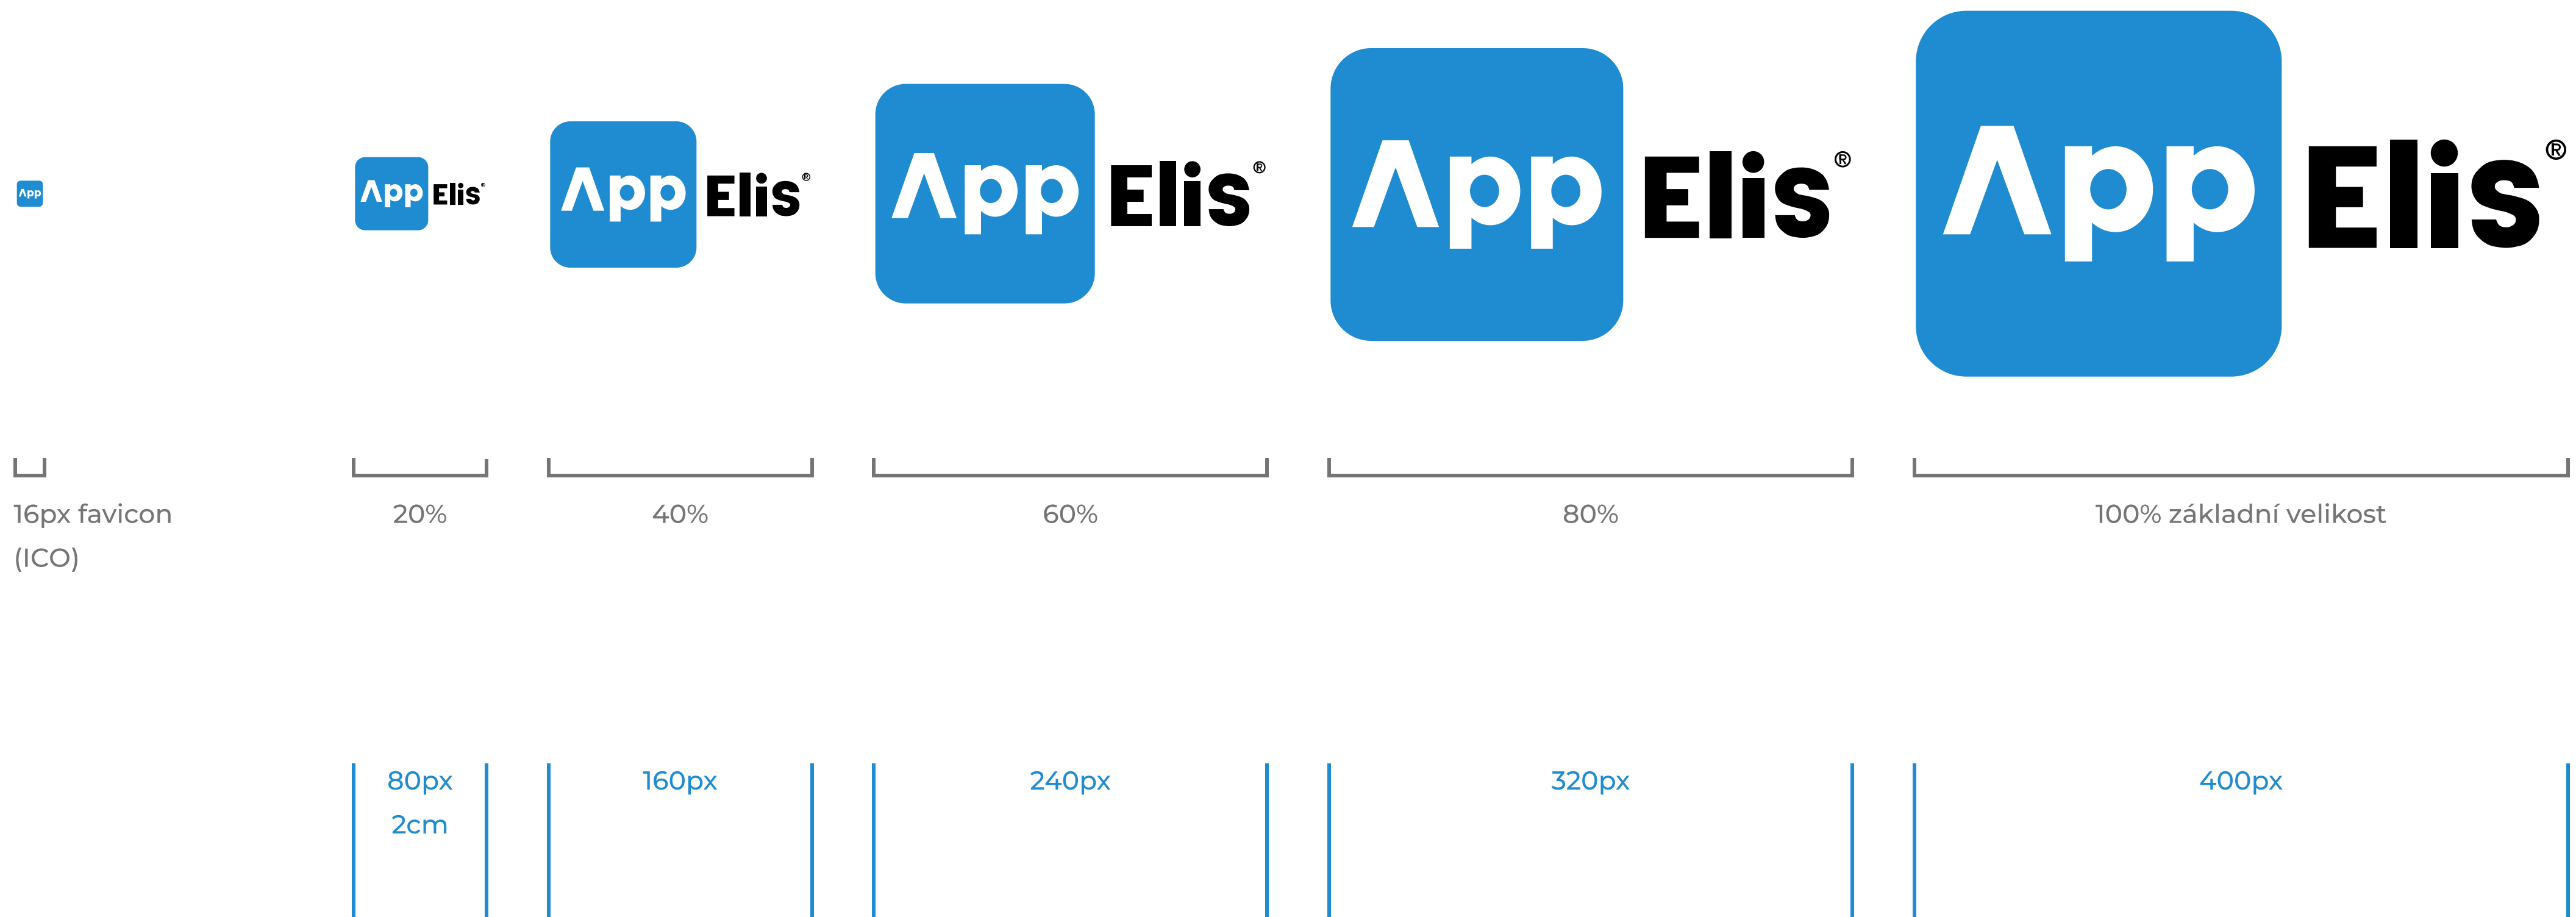 App
App Elis®
App Elis®
App Elis®
App Elis®
App Elis®
16px favicon
(ICO)
20%
40%
60%
80%
100% základní velikost
80px
2cm
160px
240px
320px
400px